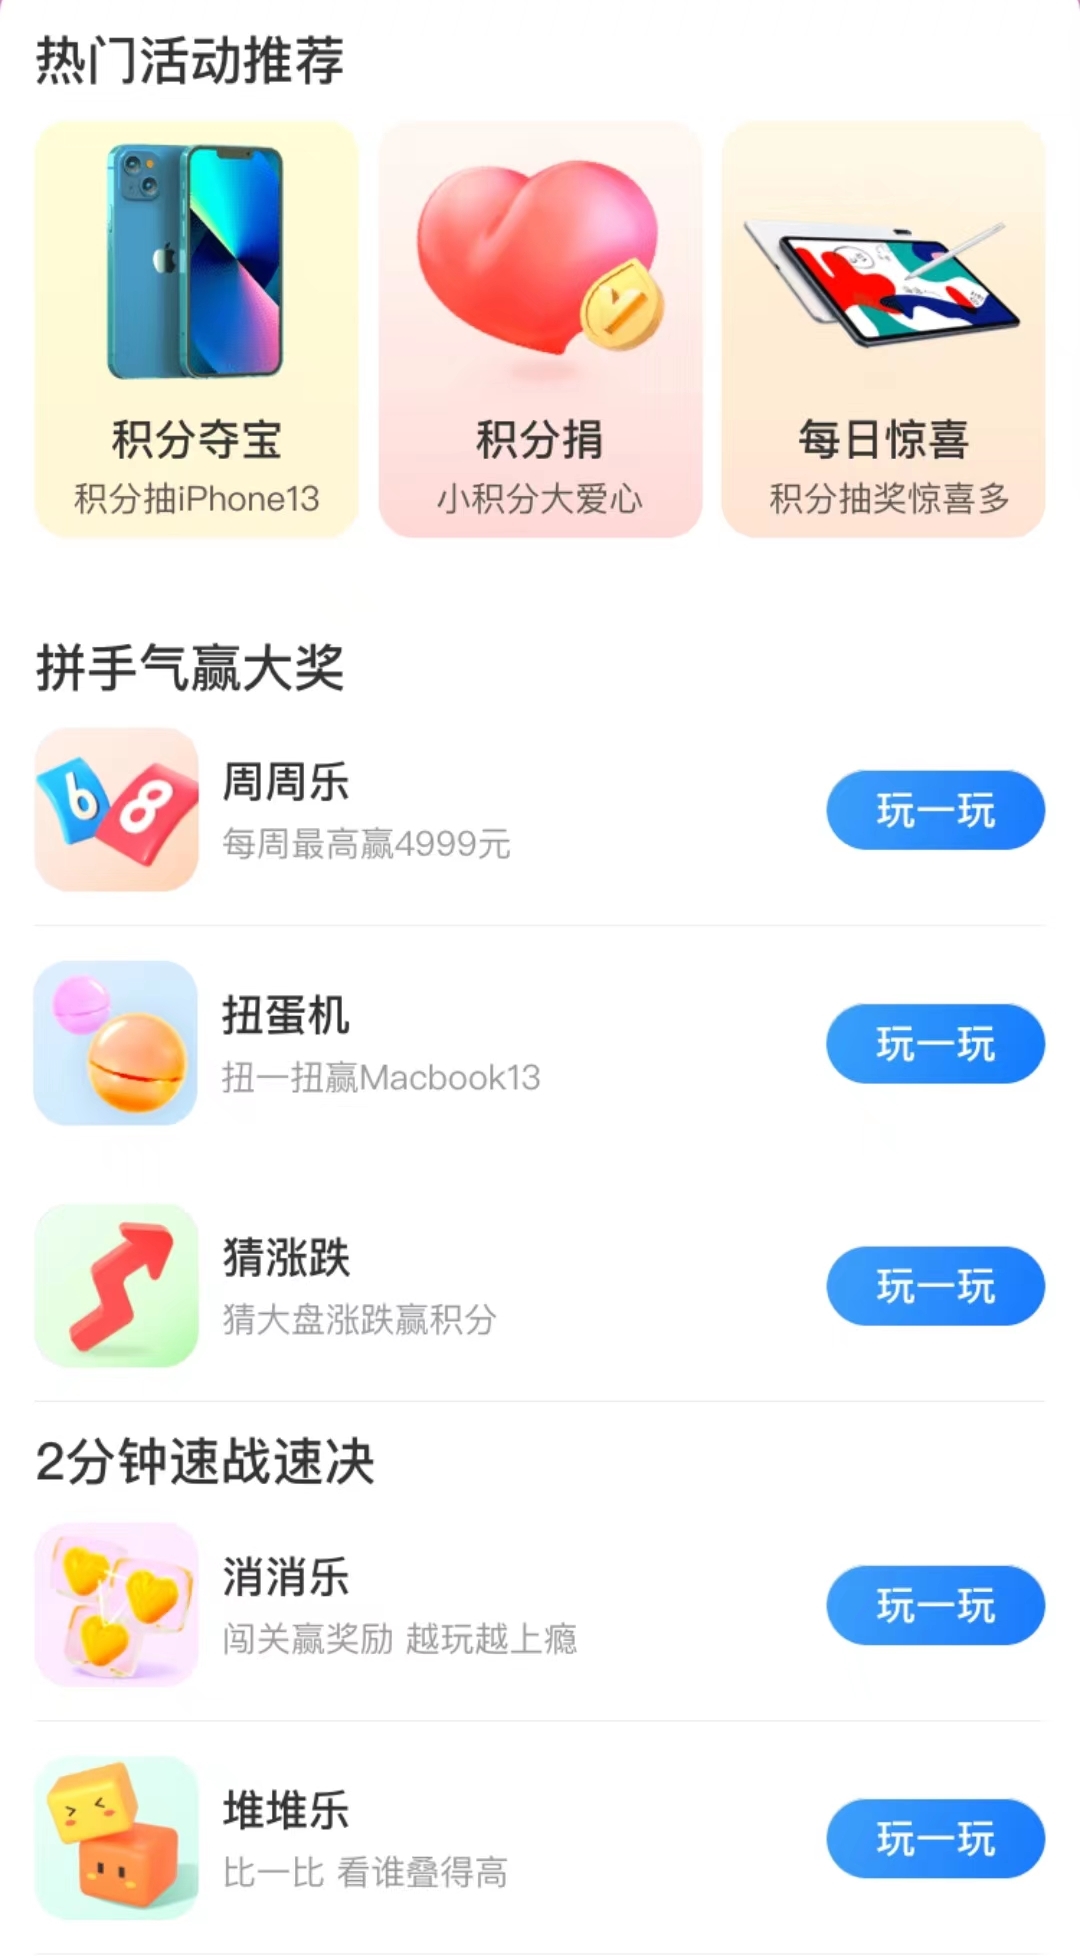 热门活动推荐
积分夺宝
积分抽iPhone13
积分捐
小积分大爱心
每日惊喜
积分抽奖惊喜多
拼手气赢大奖
6 8
周周乐
每周最高赢4999元
玩一玩
扭蛋机
扭一扭赢Macbook13
玩一玩
猜涨跌
猜大盘涨跌赢积分
玩一玩
2分钟速战速决
消消乐
闯关赢奖励 越玩越上瘾
玩一玩
堆堆乐
比一比 看谁叠得高
玩一玩